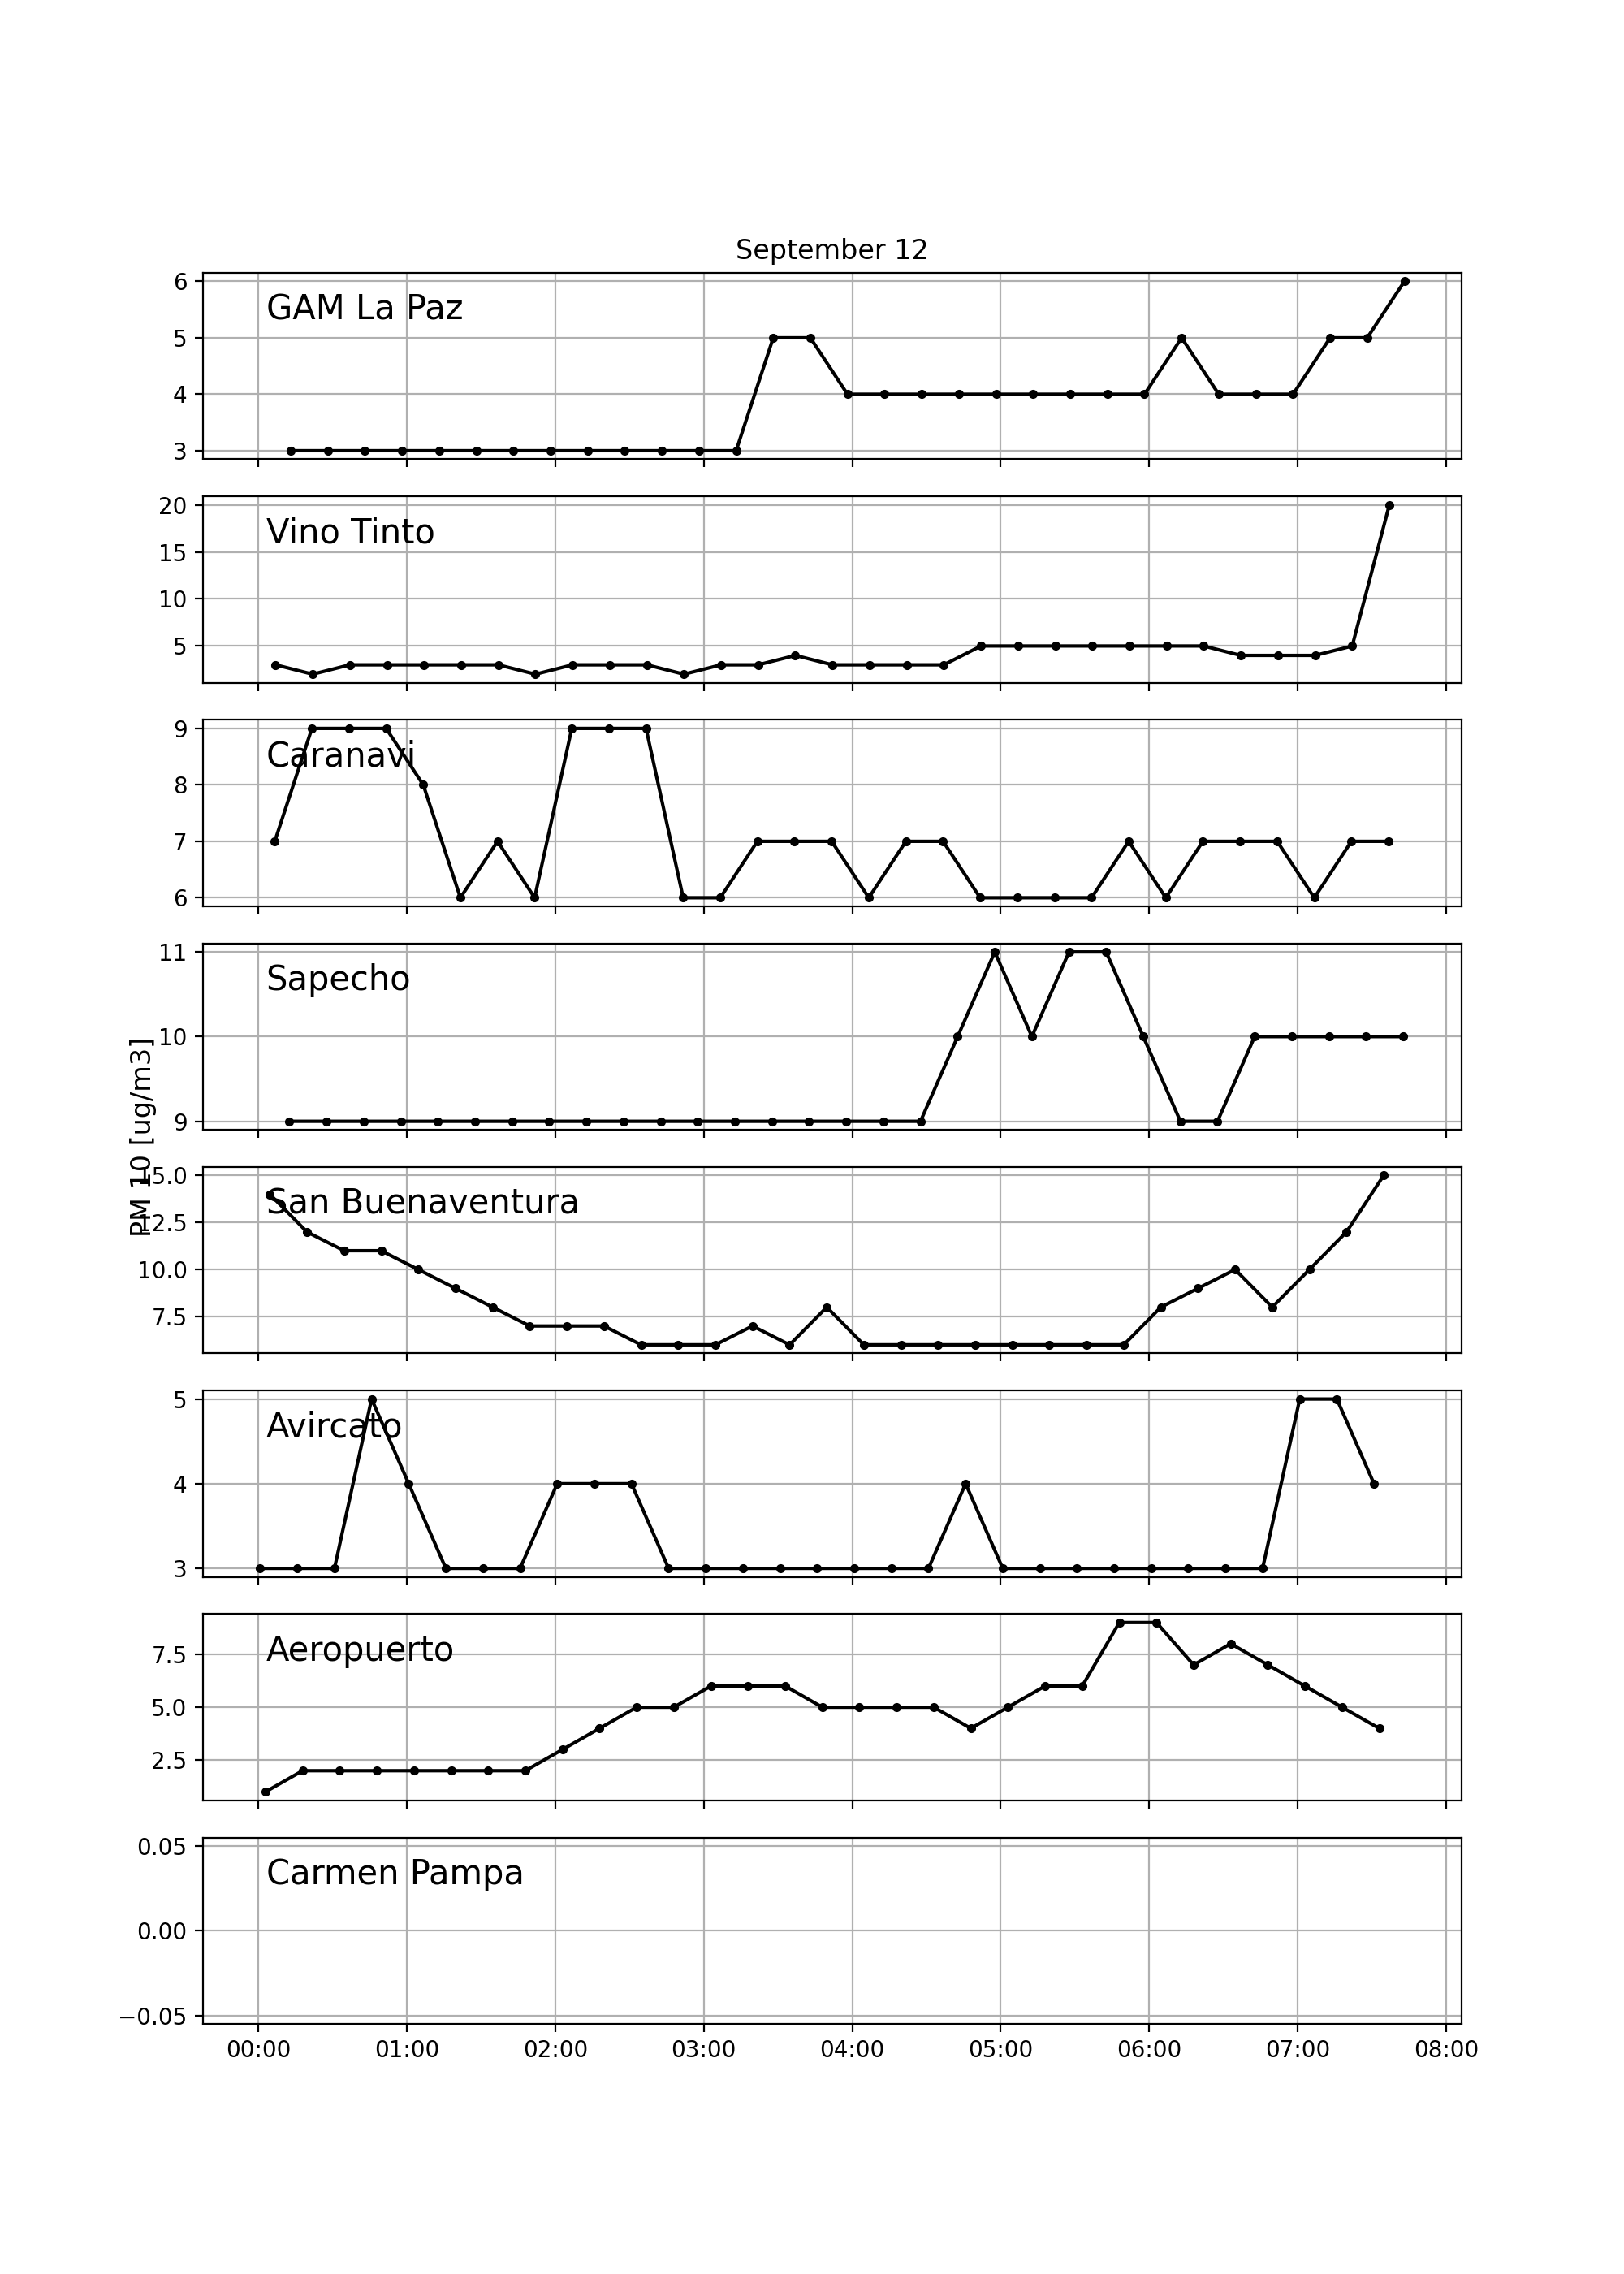 September 12
PM 10 [ug/m3]
6
GAM La Paz
5
4
3
20
Vino Tinto
15
10
5
9
Caranavi
8
7
6
11
Sapecho
10
9
15.0
San Buenaventura
12.5
10.0
7.5
5
Avircato
4
3
Aeropuerto
7.5
5.0
2.5
0.05
Carmen Pampa
0.00
−0.05
00:00 01:00 02:00 03:00 04:00 05:00 06:00 07:00 08:00